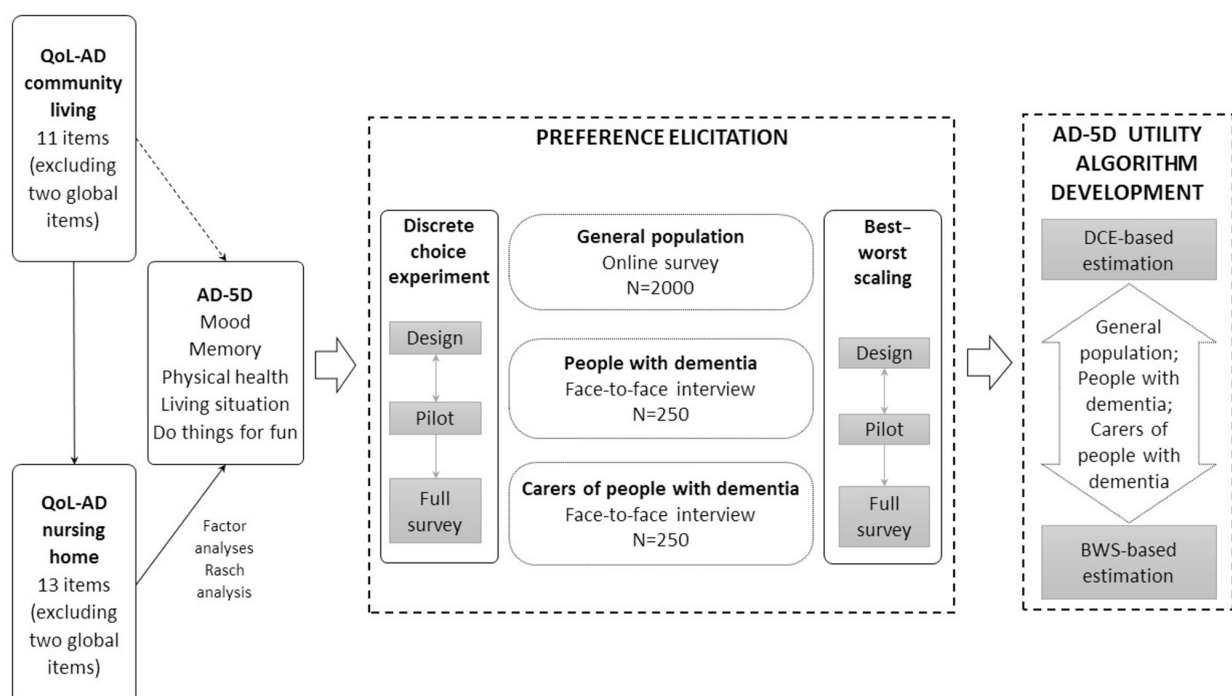 QoL-AD
community
living
11 items
(excluding
two global
items)
QoL-AD
nursing
home
13 items
(excluding
two global
items)
AD-5D
Mood
Memory
Physical health
Living situation
Do things for fun
Factor
analyses
Rasch
analysis
PREFERENCE ELICITATION
Discrete
choice
experiment
Design
Pilot
Full
survey
General population
Online survey
N=2000
People with dementia
Face-to-face interview
N=250
Carers of people with dementia
Face-to-face interview
N=250
Best–
worst
scaling
Design
Pilot
Full
survey
AD-5D UTILITY
ALGORITHM
DEVELOPMENT
DCE-based
estimation
General
population;
People with
dementia;
Carers of
people with
dementia
BWS-based
estimation